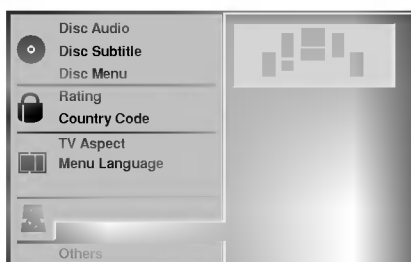 Disc Audio
Disc Subtitle
Disc Menu
Rating
Country Code
TV Aspect
Menu Language
Others